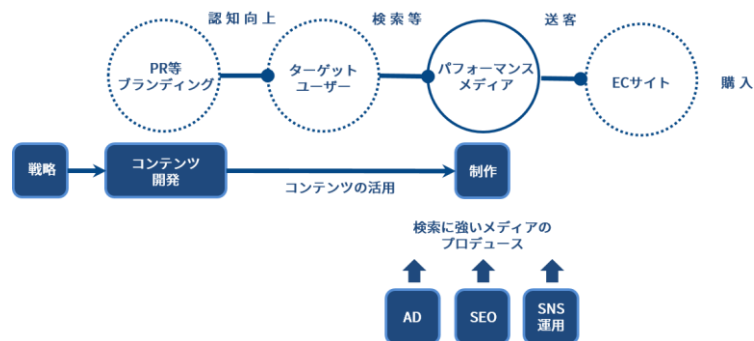 認知向上
検索等
送客
PR等
ブランディング
ターゲット
ユーザー
パフォーマンス
メディア
ECサイト
購入
戦略
コンテンツ
開発
コンテンツの活用
制作
検索に強いメディアの
プロデュース
AD
SEO
SNS
運用